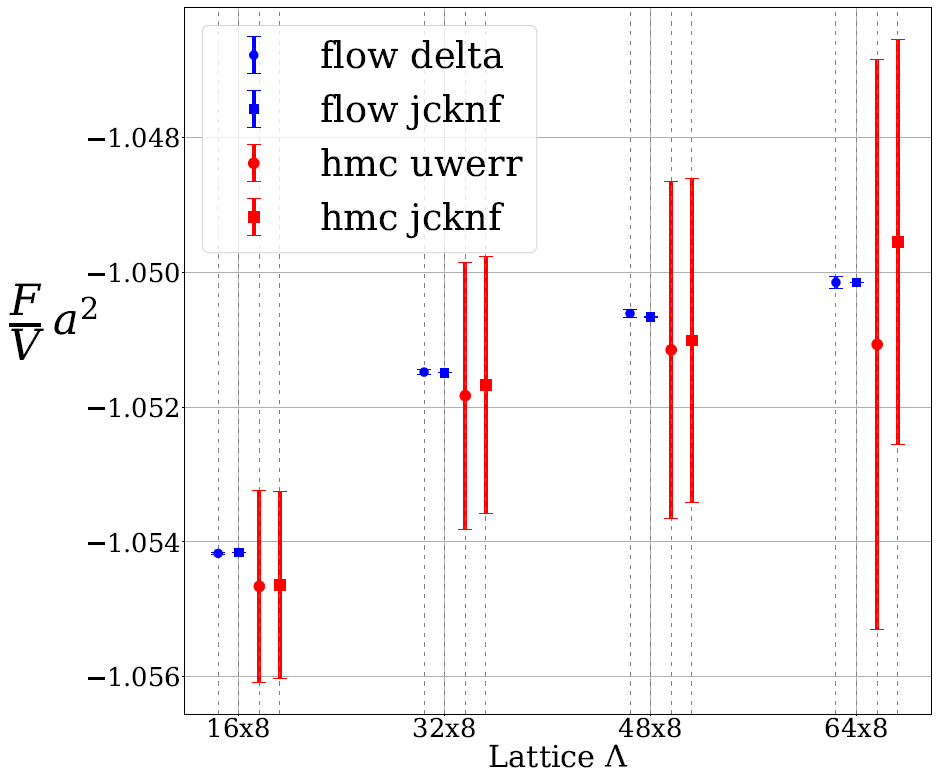 flow delta
flow jcknf
hmc uwerr
hmc jcknf
−1.048
−1.050
−1.052
−1.054
−1.056
F/V a²
16x8 32x8 48x8 64x8
Lattice Λ